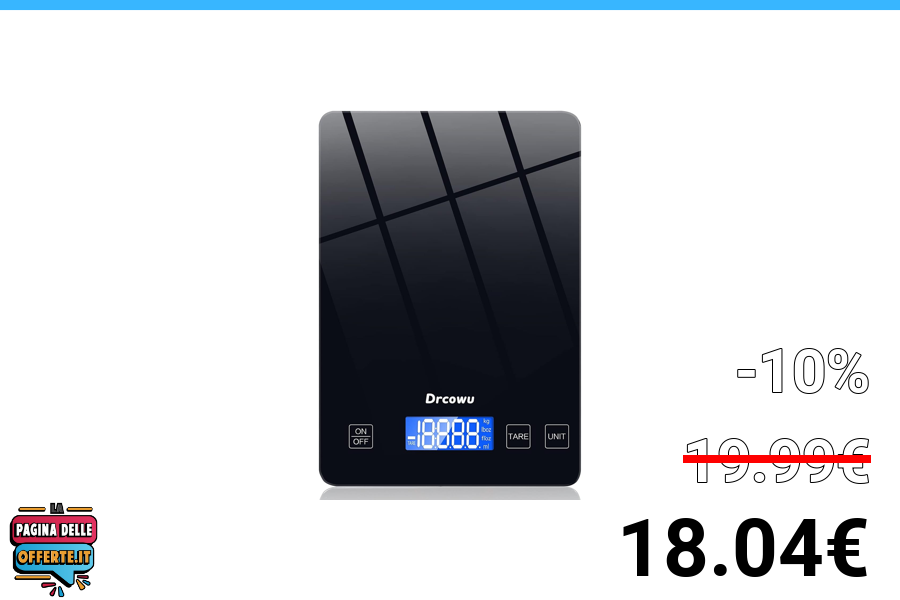 Drcowu
ON
OFF
-18888
TARE
kg
lb:oz
fl'oz
ml
TARE
UNIT
-10%
19.99€
18.04€
LA
PAGINA DELLE
OFFERTE.IT